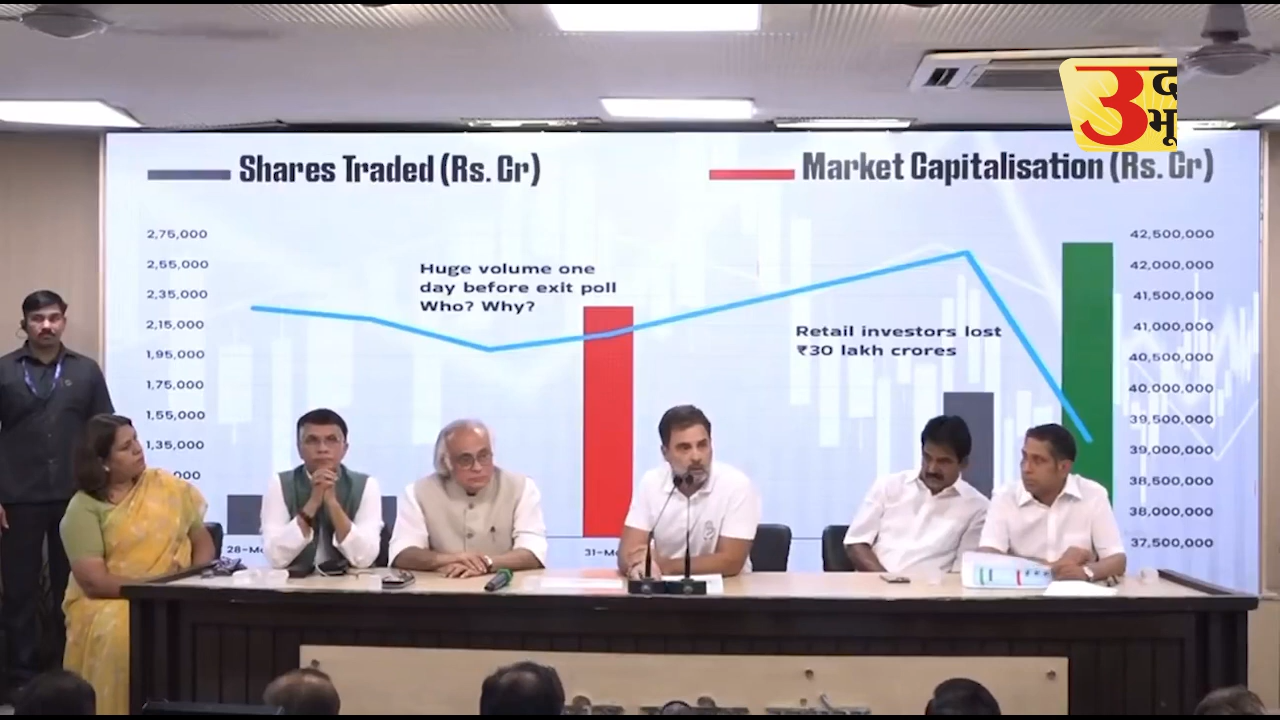 उद
भू
Shares Traded (Rs. Cr)
Market Capitalisation (Rs. Cr)
2,75,000
2,55,000
2,35,000
2,15,000
1,95,000
1,75,000
1,55,000
1,35,000
Huge volume one
day before exit poll
Who? Why?
Retail investors lost
₹30 lakh crores
42,500,000
42,000,000
41,500,000
41,000,000
40,500,000
40,000,000
39,500,000
39,000,000
38,500,000
38,000,000
37,500,000